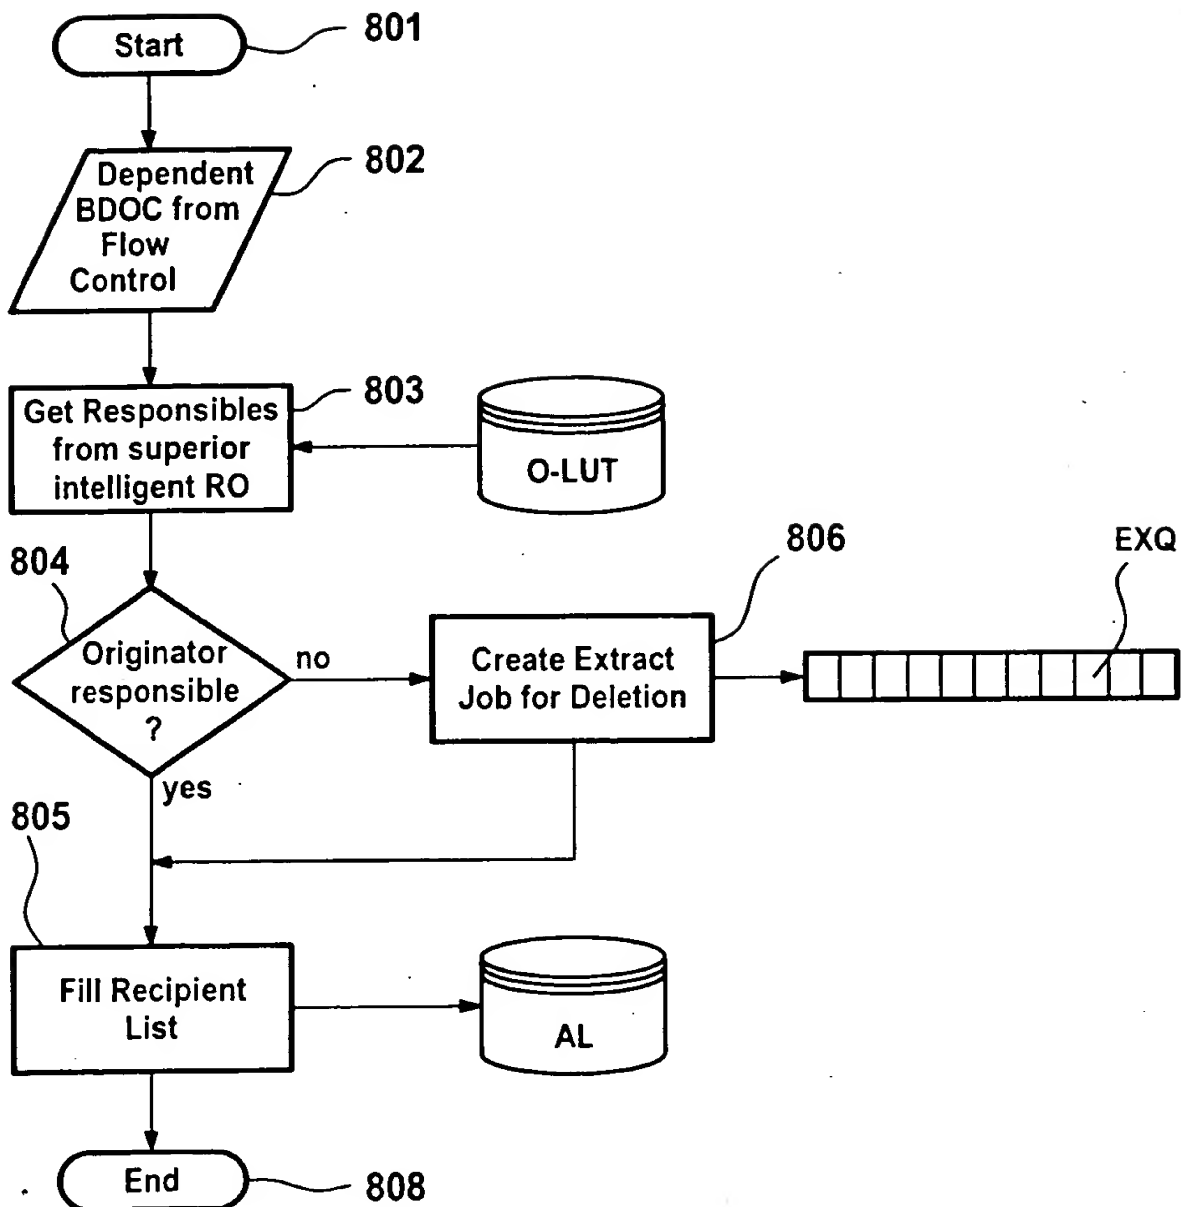 Start
801
Dependent
BDOC from
Flow
Control
802
Get Responsibles
from superior
intelligent RO
803
O-LUT
804
Originator
responsible
?
no
yes
Create Extract
Job for Deletion
806
EXQ
805
Fill Recipient
List
AL
End
808